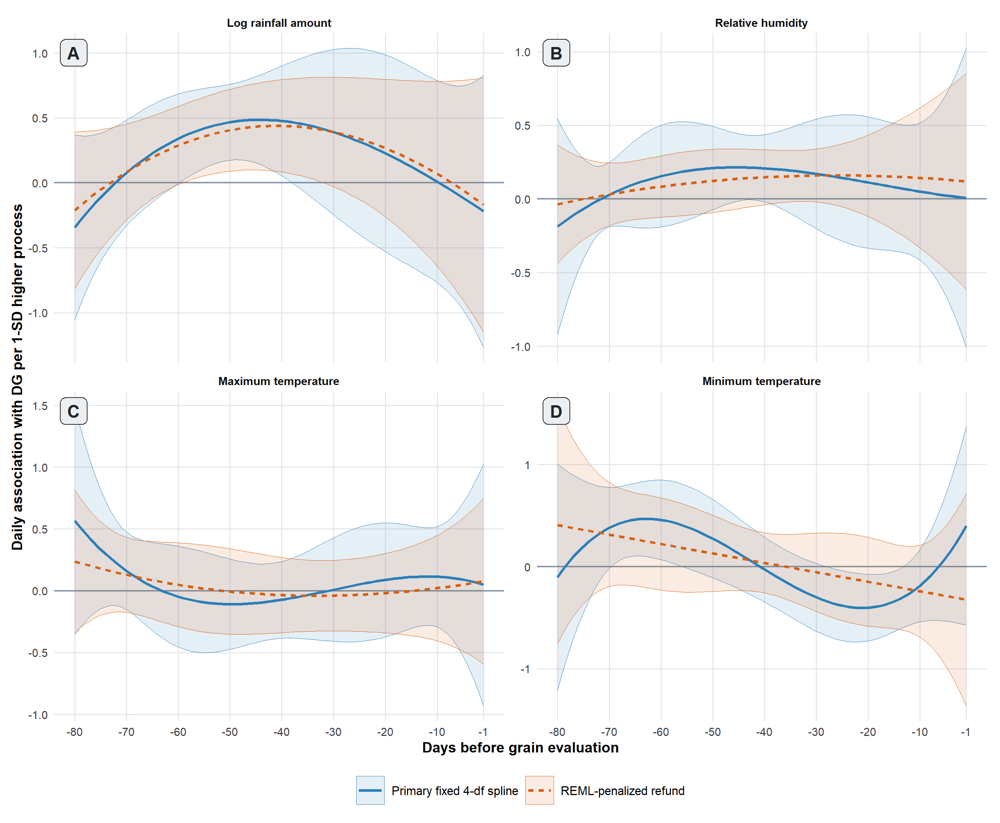 Log rainfall amount
Relative humidity
A
B
1.0
0.5
0.0
-0.5
-1.0
1.0
0.5
0.0
-0.5
-1.0
Daily association with DG per 1-SD higher process
Maximum temperature
Minimum temperature
C
D
1.5
1.0
0.5
0.0
-0.5
-1.0
1
0
-1
-80 -70 -60 -50 -40 -30 -20 -10 -1
-80 -70 -60 -50 -40 -30 -20 -10 -1
Days before grain evaluation
Primary fixed 4-df spline
REML-penalized refund